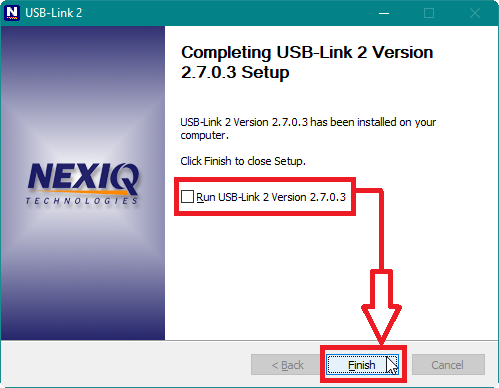 N USB-Link 2
Completing USB-Link 2 Version
2.7.0.3 Setup
USB-Link 2 Version 2.7.0.3 has been installed on your
computer.
Click Finish to close Setup.
NEXIQ
TECHNOLOGIES
Run USB-Link 2 Version 2.7.0.3
< Back Finish Cancel